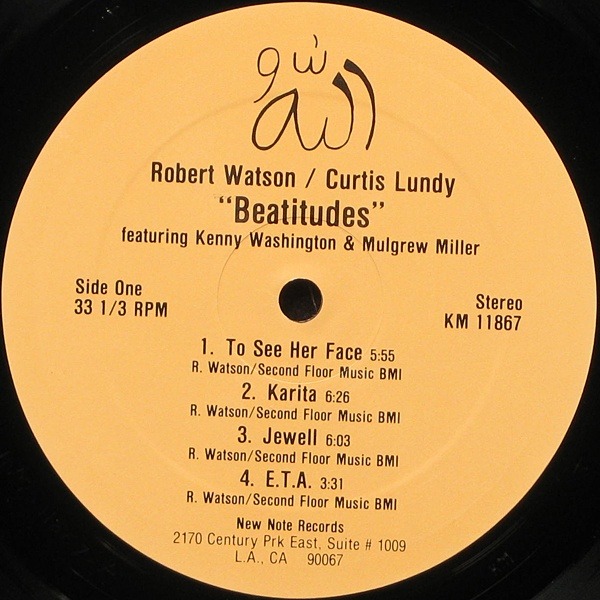 Robert Watson / Curtis Lundy
“Beatitudes”
featuring Kenny Washington & Mulgrew Miller
Side One
33 1/3 RPM
Stereo
KM 11867
1. To See Her Face 5:55
R. Watson/Second Floor Music BMI
2. Karita 6:26
R. Watson/Second Floor Music BMI
3. Jewell 6:03
R. Watson/Second Floor Music BMI
4. E.T.A. 3:31
R. Watson/Second Floor Music BMI
New Note Records
2170 Century Prk East, Suite # 1009
L.A., CA 90067